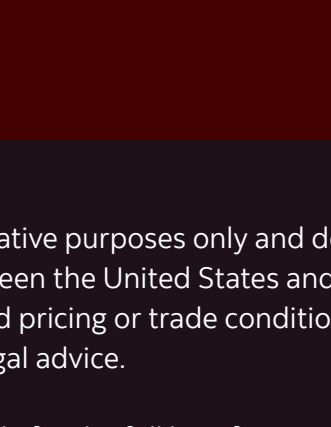 ative purposes only and d
een the United States and
d pricing or trade conditio
gal advice.